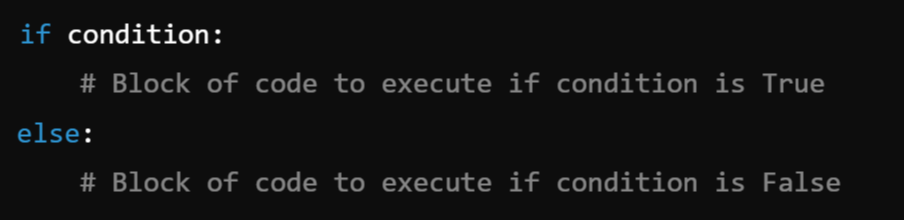 if condition:
    # Block of code to execute if condition is True
else:
    # Block of code to execute if condition is False